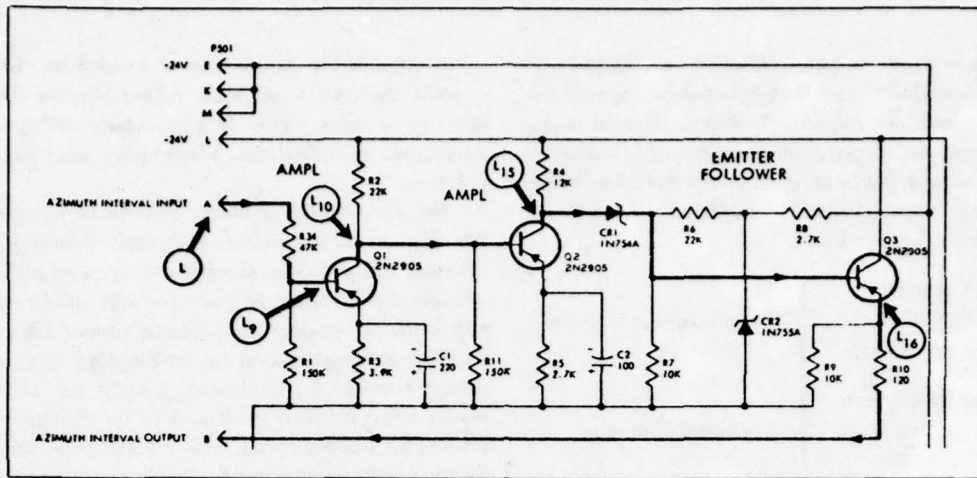 P501
+24V E
K
M
-24V L
AMPL
L10
R2
22K
AZIMUTH INTERVAL INPUT A
R34
47K
Q1
2N2905
L
L9
R1
150K
R3
3.9K
C1
220
R11
150K
L15
AMPL
R4
12K
CR1
1N754A
Q2
2N2905
R5
2.7K
C2
100
R7
10K
EMITTER
FOLLOWER
R6
22K
R8
2.7K
Q3
2N2905
CR2
1N755A
L16
R9
10K
R10
120
AZIMUTH INTERVAL OUTPUT B